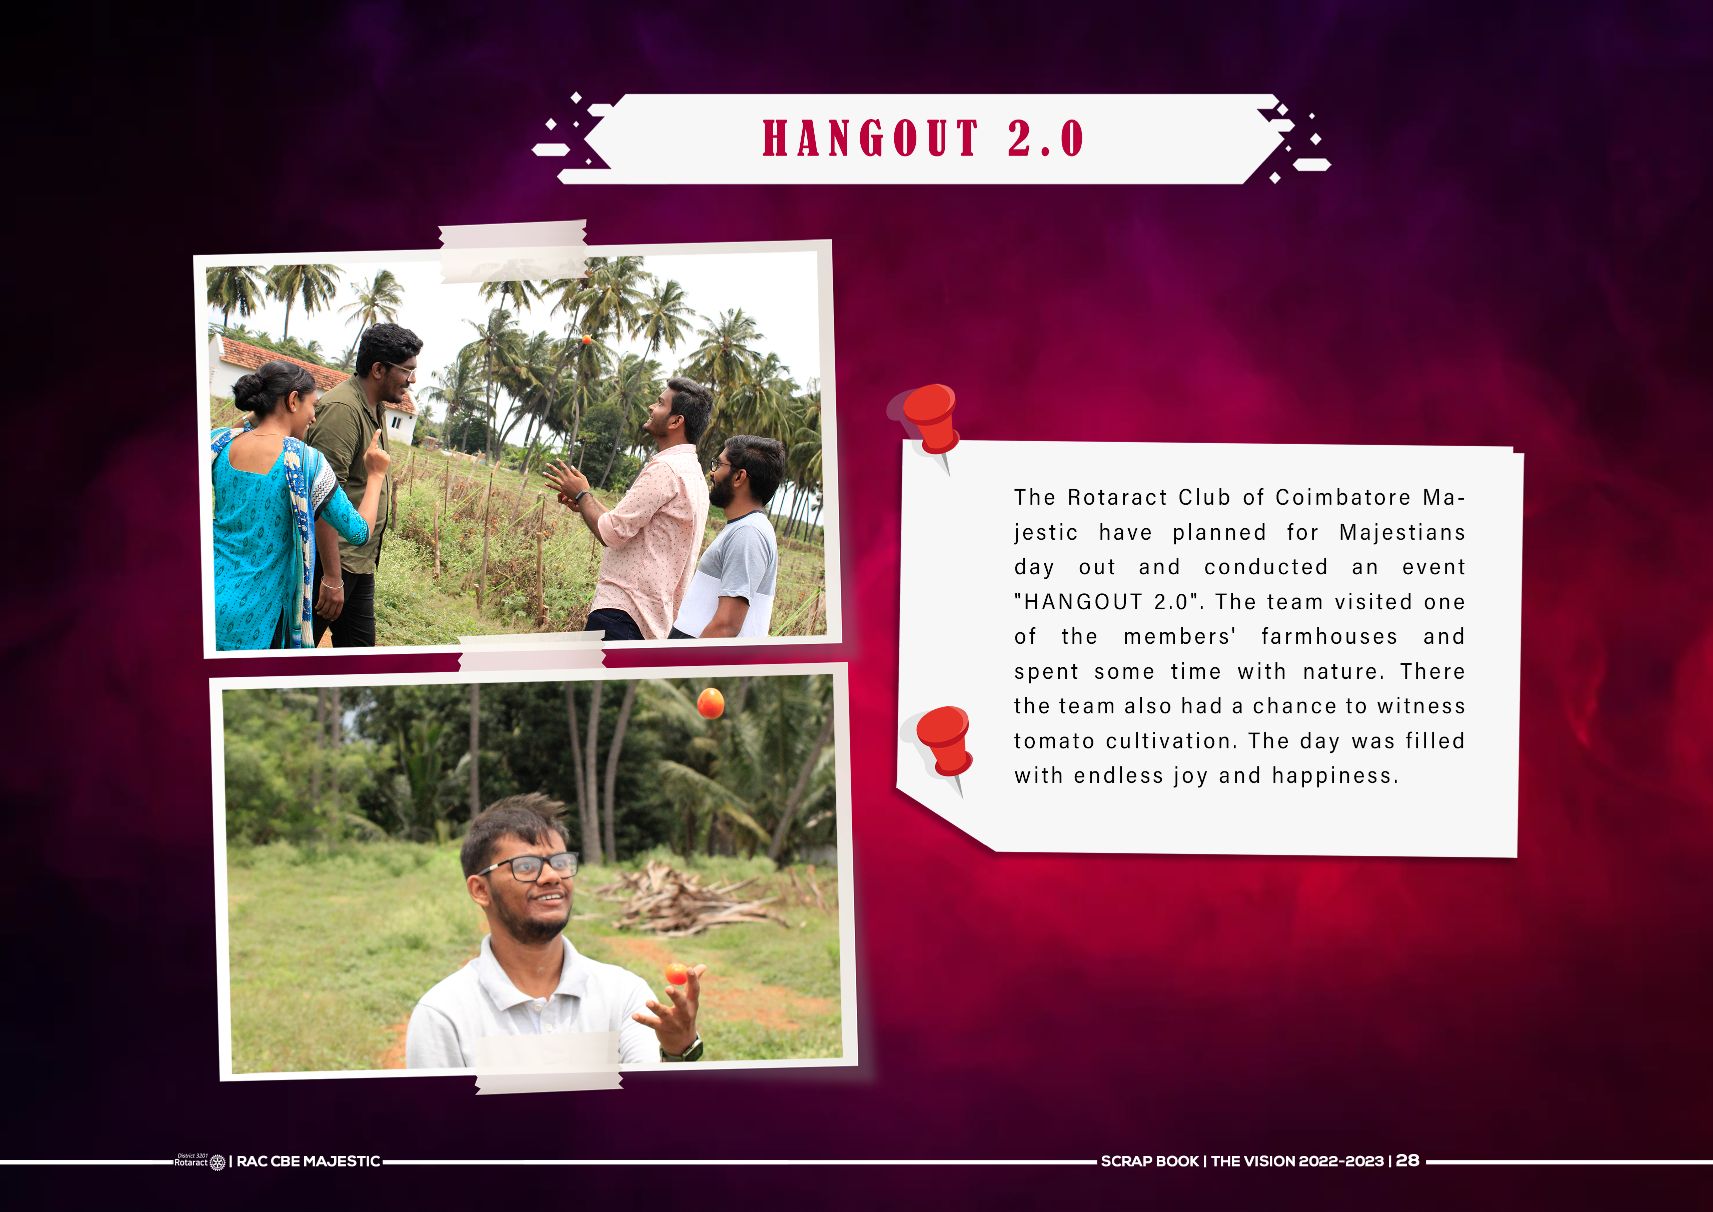 HANGOUT 2.0
The Rotaract Club of Coimbatore Ma-
jestic have planned for Majestians
day out and conducted an event
"HANGOUT 2.0". The team visited one
of the members' farmhouses and
spent some time with nature. There
the team also had a chance to witness
tomato cultivation. The day was filled
with endless joy and happiness.
District 3201
Rotaract | RAC CBE MAJESTIC
SCRAP BOOK | THE VISION 2022-2023 | 28